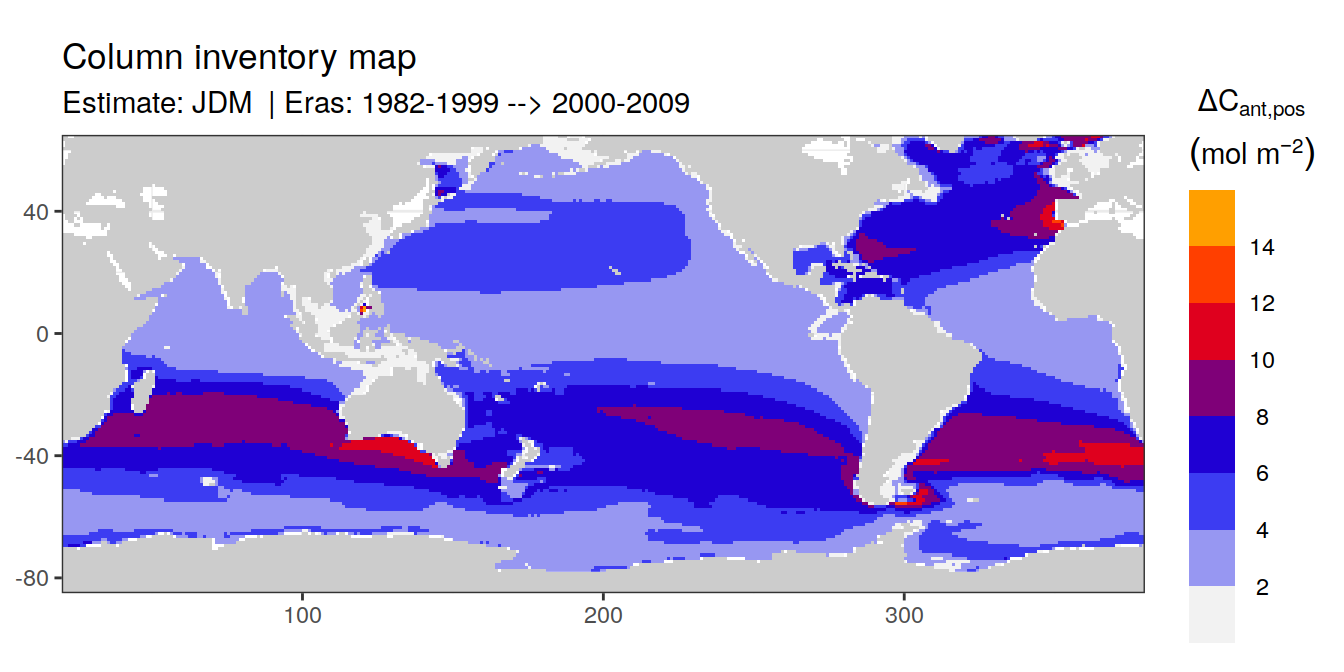 Column inventory map
Estimate: JDM | Eras: 1982-1999 --> 2000-2009
ΔCant,pos
(mol m−2)
14
12
10
8
6
4
2
40
0
-40
-80
100 200 300